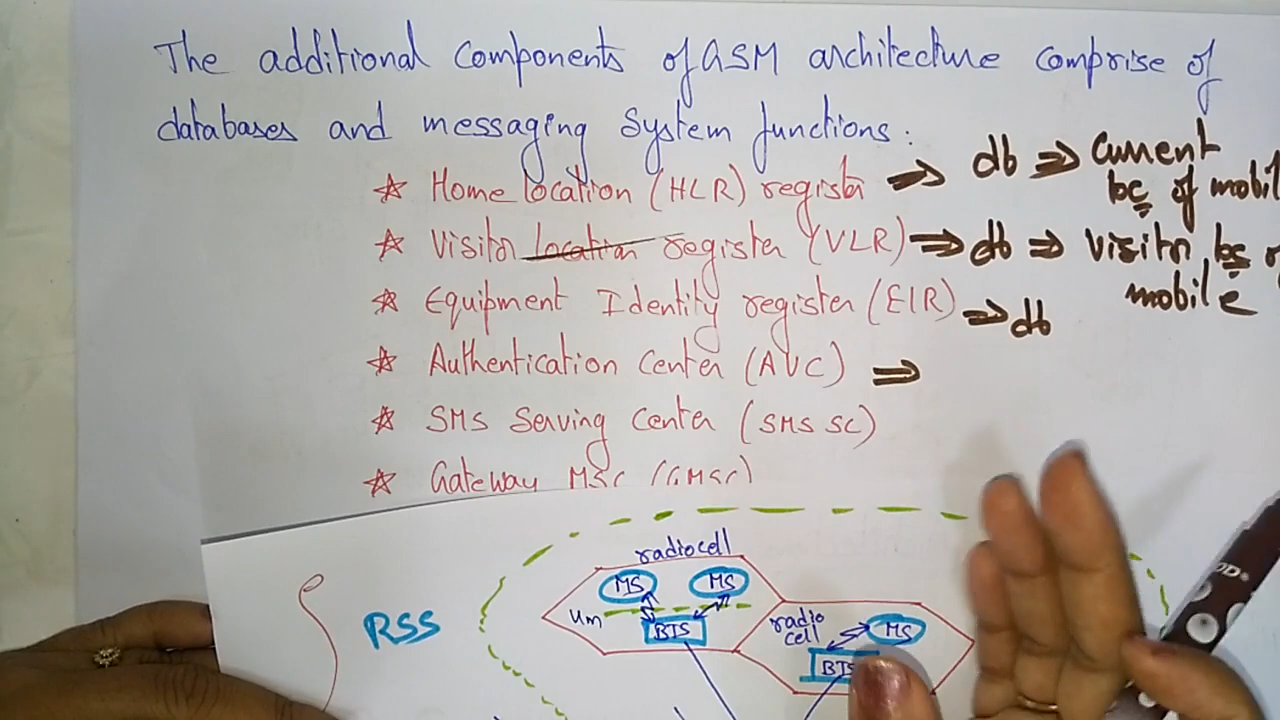 The additional components of GSM architecture comprise of
databases and messaging System functions:
☆ Home location (HLR) register => db => current
loc of mobil
☆ Visitor location register (VLR) => db => visitor loc o
mobile
☆ Equipment Identity register (EIR) => db
☆ Authentication Center (AUC) =>
☆ SMS Serving Center (SMS SC)
☆ Gateway MSC (GMSC)
radiocell
MS MS
RSS Um BTS radio cell MS
BTS